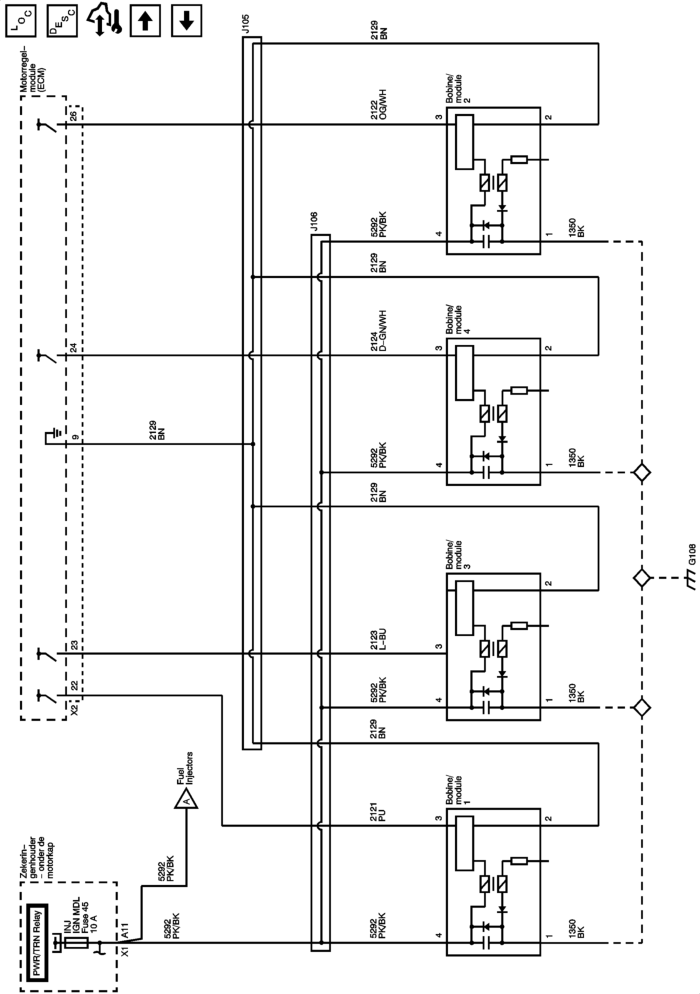 LOC
DESC
Motorregel-
module
(ECM)
26
24
9
23
22
X2
J105
J106
2129
BN
2129
BN
2122
OG/WH
5292
PK/BK
2129
BN
2124
D-GN/WH
5292
PK/BK
2129
BN
2123
L-BU
5292
PK/BK
2129
BN
2121
PU
5292
PK/BK
Bobine/
module
2
3
2
4
1
1350
BK
Bobine/
module
4
3
2
4
1
1350
BK
Bobine/
module
3
3
2
4
1
1350
BK
Bobine/
module
1
3
2
4
1
1350
BK
G108
Zekerin-
genhouder
- onder de
motorkap
PWR/TRN Relay
INJ
IGN MDL
Fuse 45
10 A
X1
A11
5292
PK/BK
5292
PK/BK
A
Fuel
Injectors